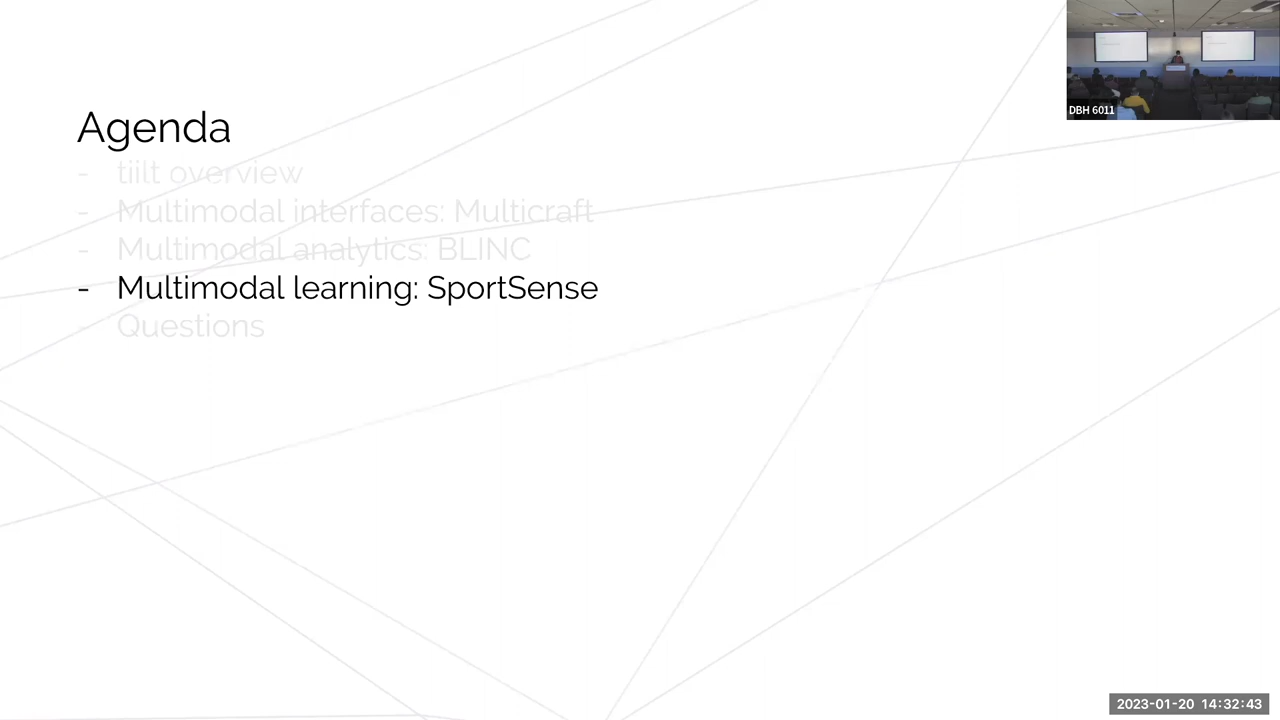 Agenda
- tiilt overview
- Multimodal interfaces: Multicraft
- Multimodal analytics: BLINC
- Multimodal learning: SportSense
- Questions
DBH 6011
2023-01-20 14:32:43